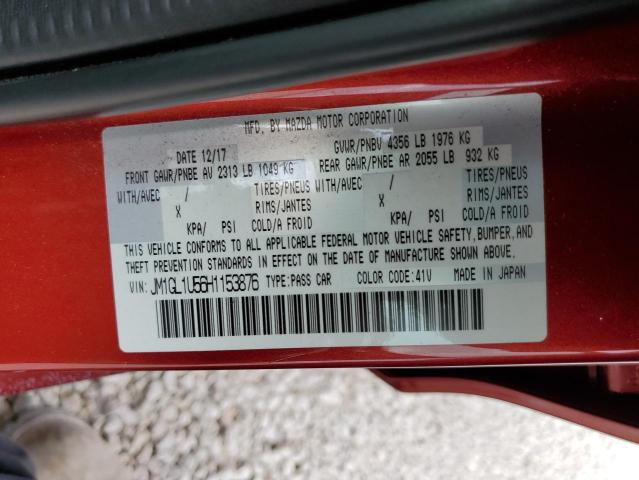 MFD. BY MAZDA MOTOR CORPORATION
DATE 12/17 GVWR/PNBV 4356 LB 1976 KG
FRONT GAWR/PNBE AV 2313 LB 1049 KG REAR GAWR/PNBE AR 2055 LB 932 KG
WITH/AVEC / TIRES/PNEUS WITH/AVEC / TIRES/PNEUS
X RIMS/JANTES X RIMS/JANTES
KPA/ PSI COLD/A FROID KPA/ PSI COLD/A FROID
THIS VEHICLE CONFORMS TO ALL APPLICABLE FEDERAL MOTOR VEHICLE SAFETY, BUMPER, AND
THEFT PREVENTION STANDARDS IN EFFECT ON THE DATE OF MANUFACTURE SHOWN ABOVE.
VIN: JM1GL1U56H1153876 TYPE:PASS CAR COLOR CODE:41V MADE IN JAPAN